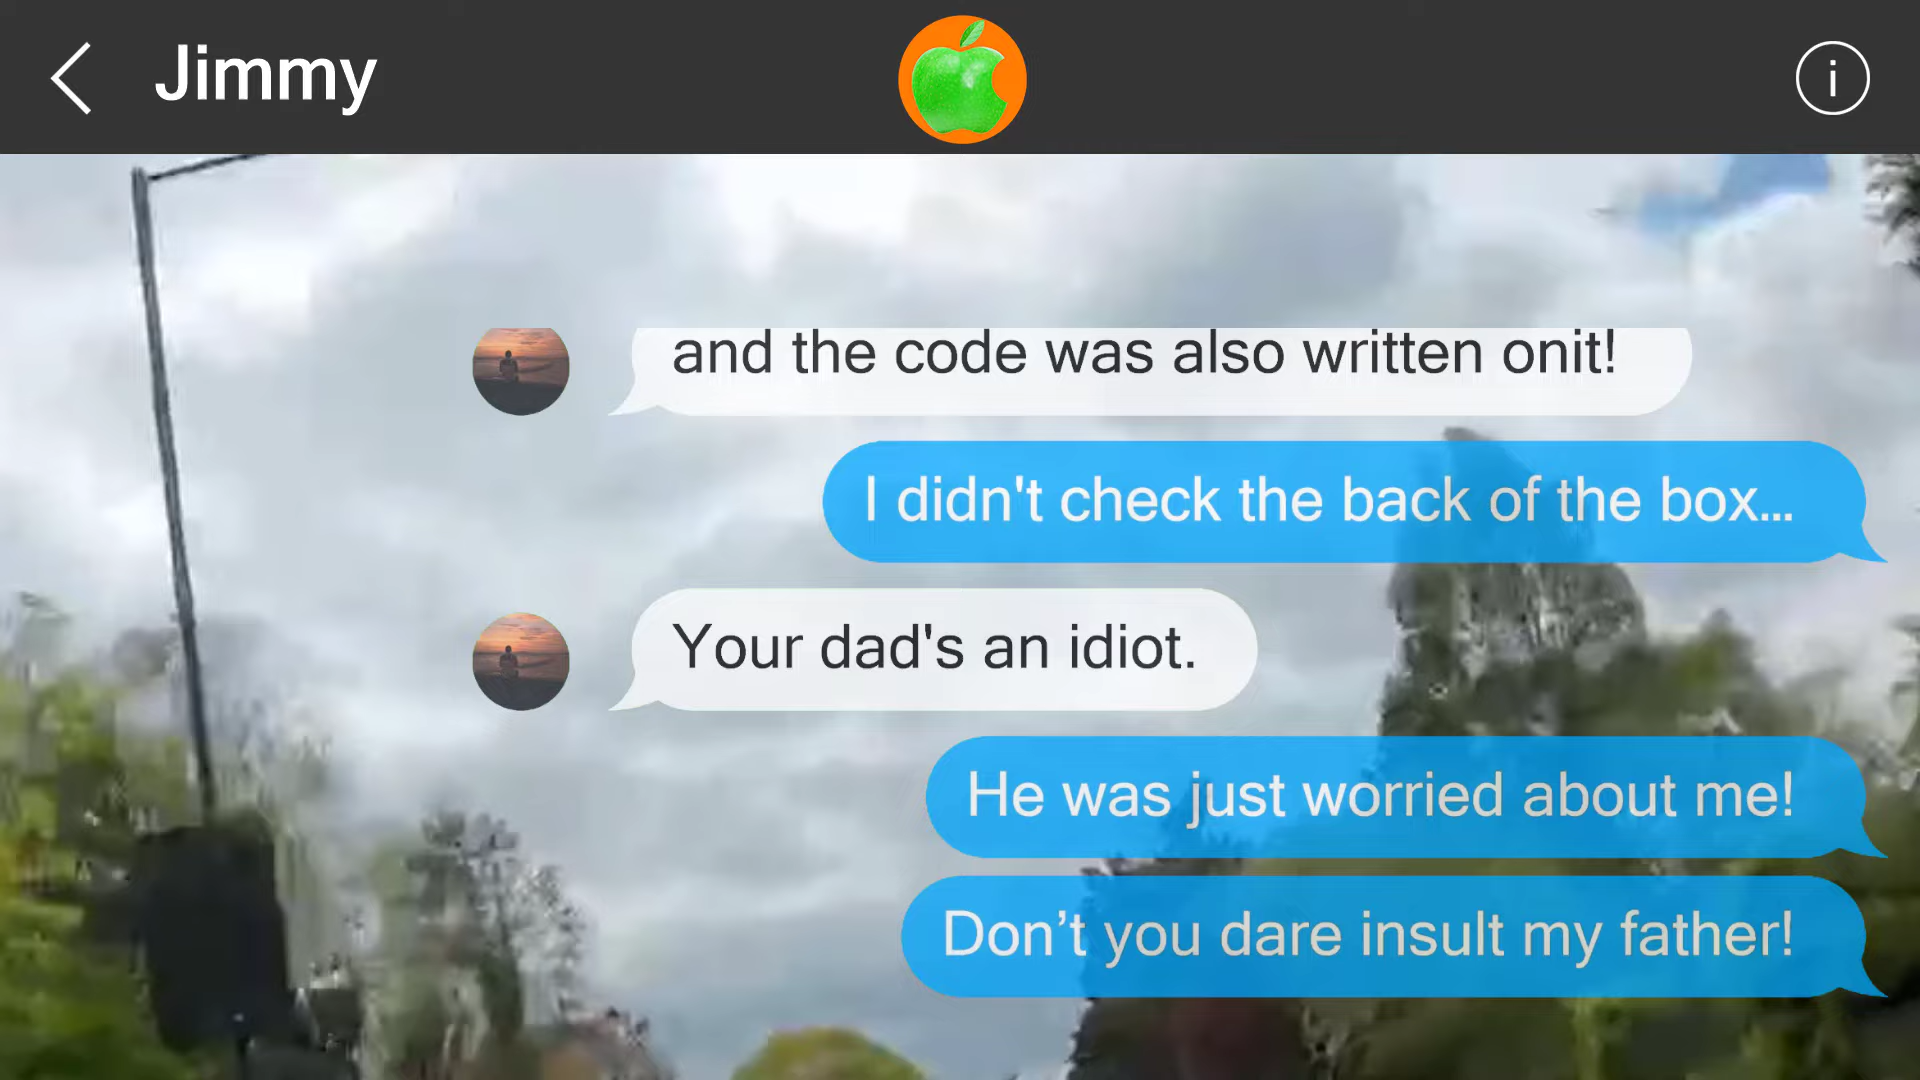 Jimmy
i
and the code was also written onit!
I didn't check the back of the box...
Your dad's an idiot.
He was just worried about me!
Don’t you dare insult my father!